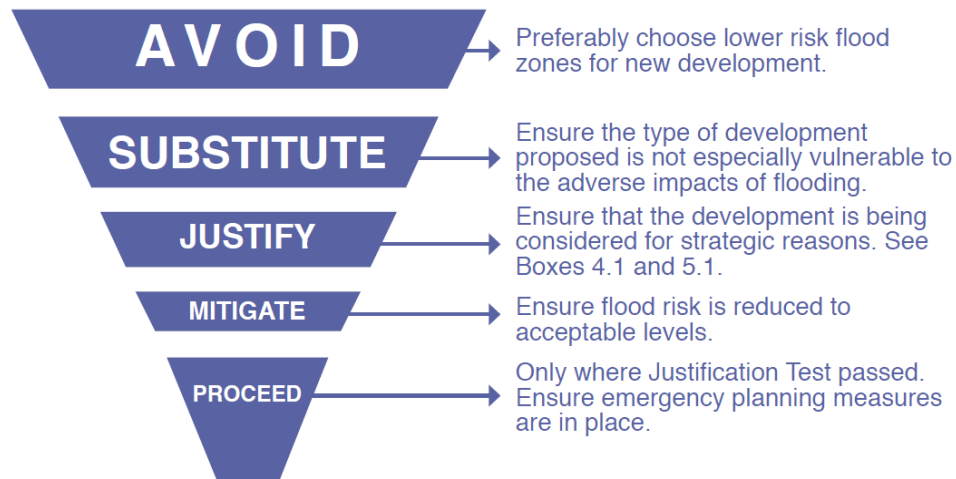 AVOID
Preferably choose lower risk flood
zones for new development.
SUBSTITUTE
Ensure the type of development
proposed is not especially vulnerable to
the adverse impacts of flooding.
JUSTIFY
Ensure that the development is being
considered for strategic reasons. See
Boxes 4.1 and 5.1.
MITIGATE
Ensure flood risk is reduced to
acceptable levels.
PROCEED
Only where Justification Test passed.
Ensure emergency planning measures
are in place.